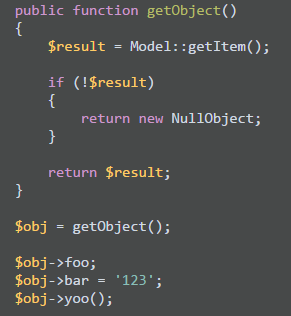 public function getObject()
{
    $result = Model::getItem();

    if (!$result)
    {
        return new NullObject;
    }

    return $result;
}

$obj = getObject();

$obj->foo;
$obj->bar = '123';
$obj->yoo();